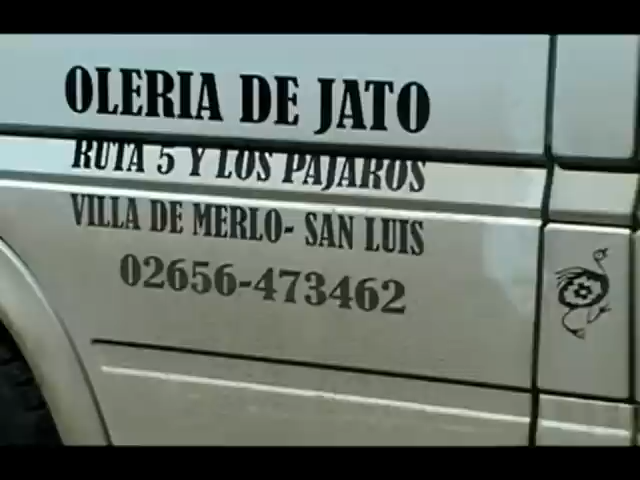 OLERIA DE JATO
RUTA 5 Y LOS PAJAROS
VILLA DE MERLO- SAN LUIS
02656-473462